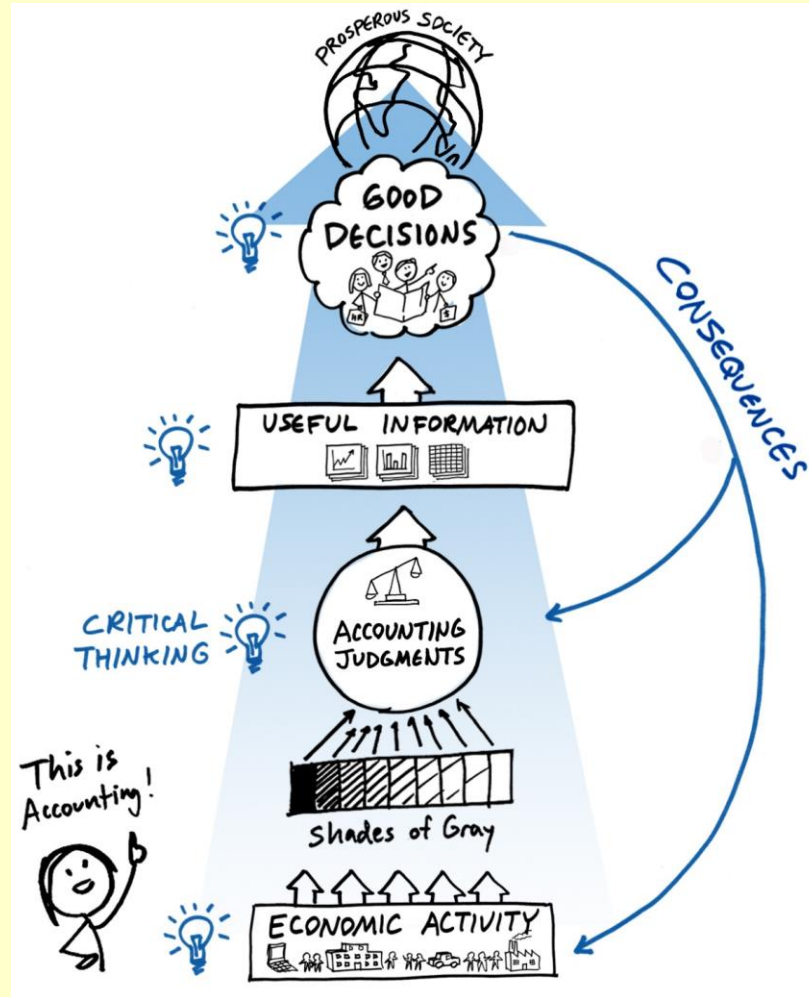 PROSPEROUS SOCIETY
GOOD
DECISIONS
HR
$
CONSEQUENCES
USEFUL INFORMATION
CRITICAL
THINKING
ACCOUNTING
JUDGMENTS
This is
Accounting!
Shades of Gray
ECONOMIC ACTIVITY